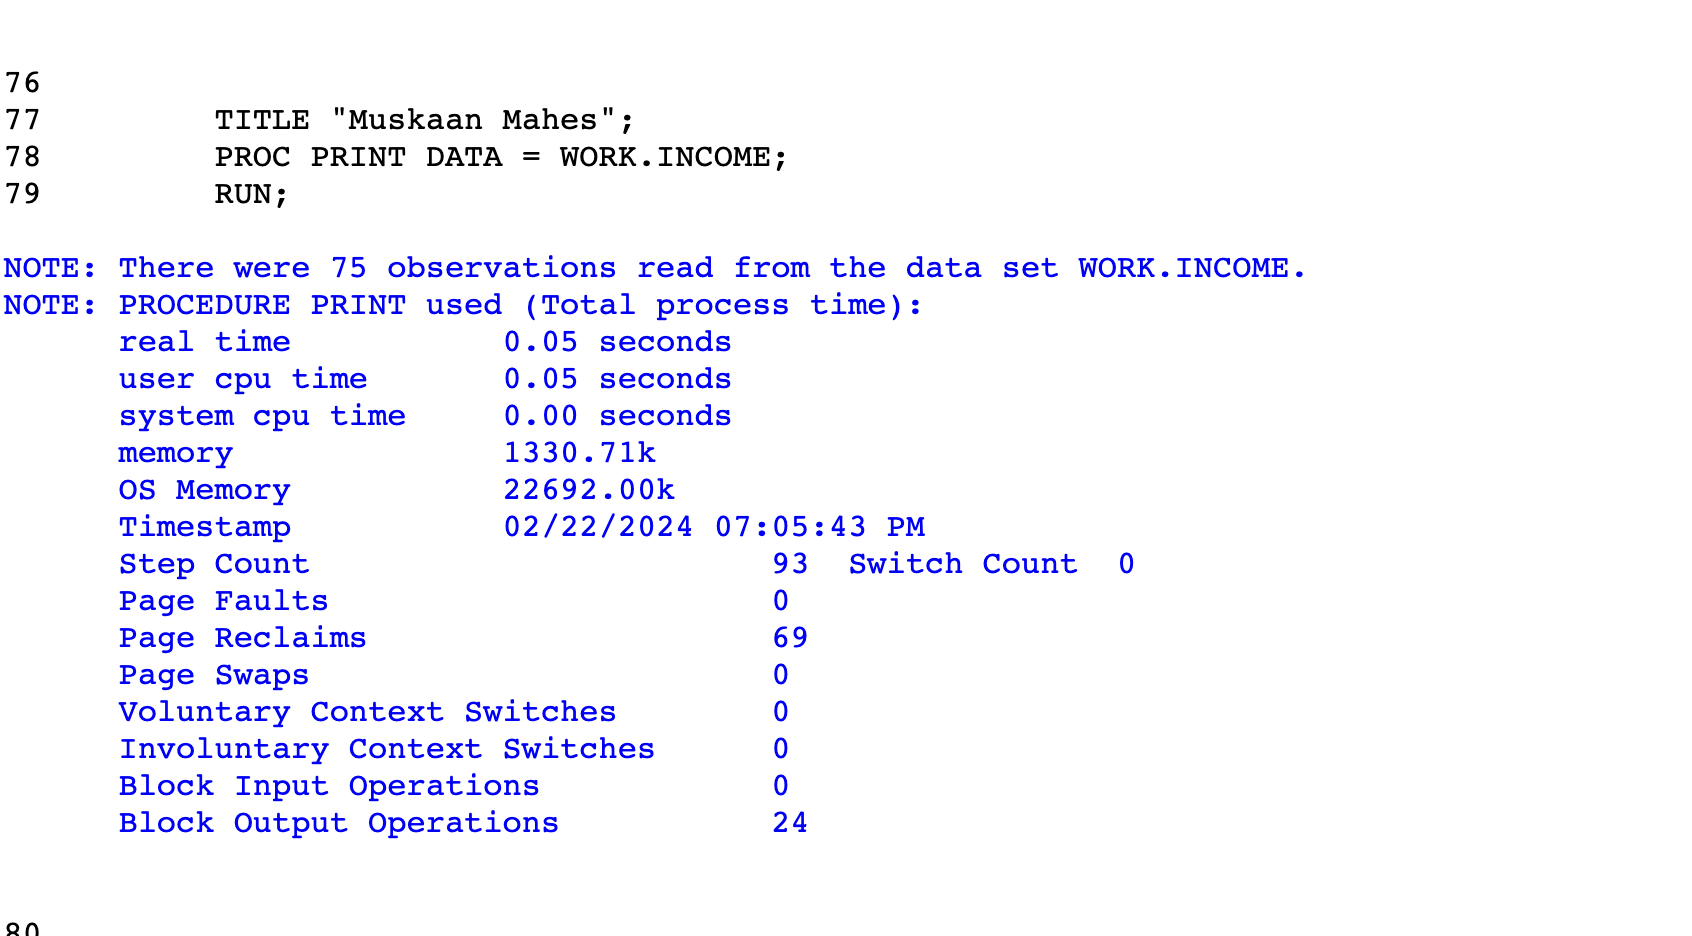 76
77 TITLE "Muskaan Mahes";
78 PROC PRINT DATA = WORK.INCOME;
79 RUN;
NOTE: There were 75 observations read from the data set WORK.INCOME.
NOTE: PROCEDURE PRINT used (Total process time):
real time 0.05 seconds
user cpu time 0.05 seconds
system cpu time 0.00 seconds
memory 1330.71k
OS Memory 22692.00k
Timestamp 02/22/2024 07:05:43 PM
Step Count 93 Switch Count 0
Page Faults 0
Page Reclaims 69
Page Swaps 0
Voluntary Context Switches 0
Involuntary Context Switches 0
Block Input Operations 0
Block Output Operations 24
80